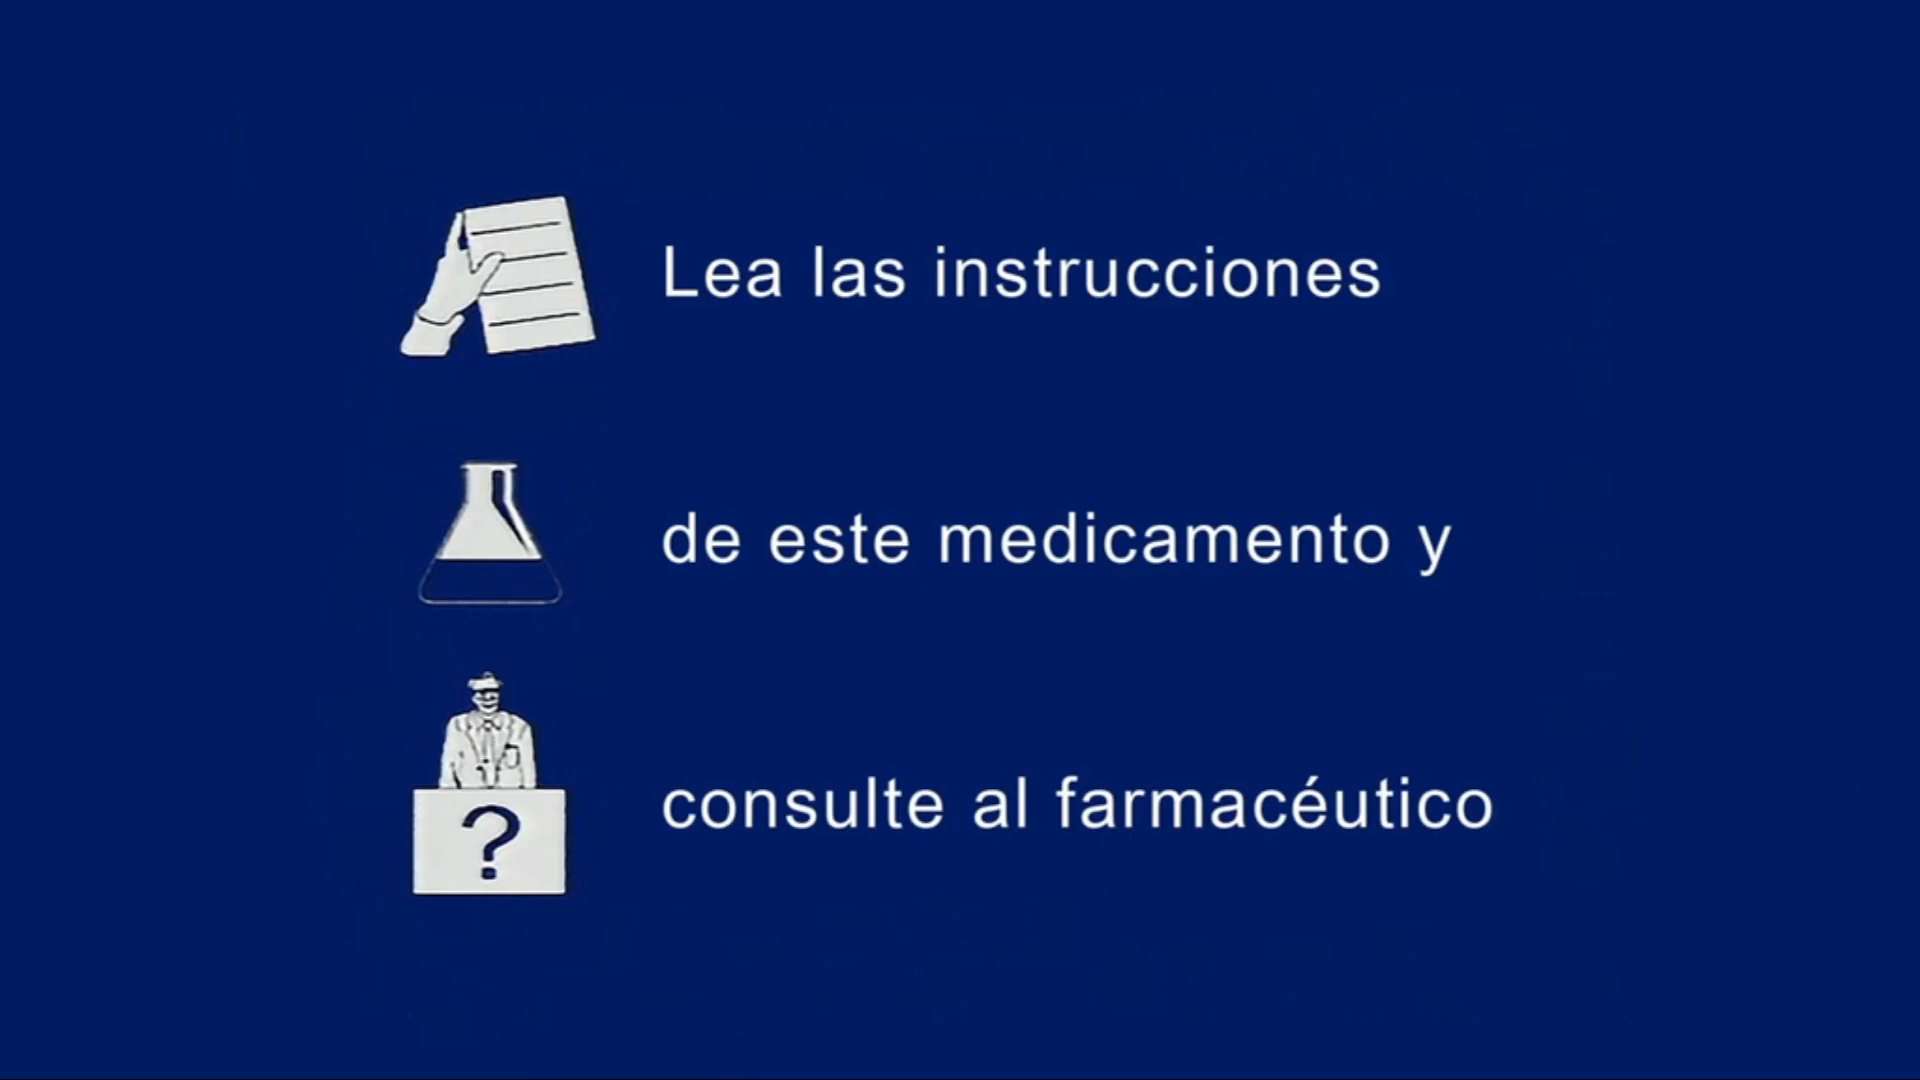 Lea las instrucciones
de este medicamento y
consulte al farmacéutico
?